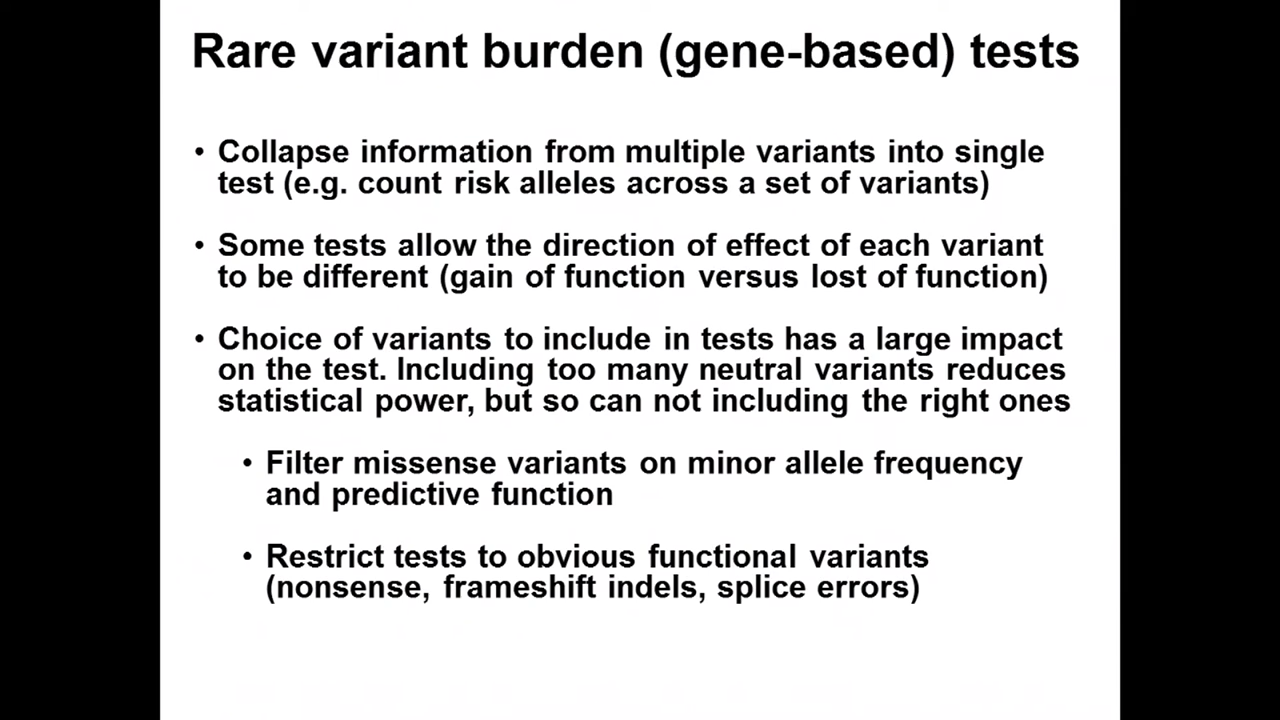 Rare variant burden (gene-based) tests
• Collapse information from multiple variants into single
test (e.g. count risk alleles across a set of variants)
• Some tests allow the direction of effect of each variant
to be different (gain of function versus lost of function)
• Choice of variants to include in tests has a large impact
on the test. Including too many neutral variants reduces
statistical power, but so can not including the right ones
• Filter missense variants on minor allele frequency
and predictive function
• Restrict tests to obvious functional variants
(nonsense, frameshift indels, splice errors)